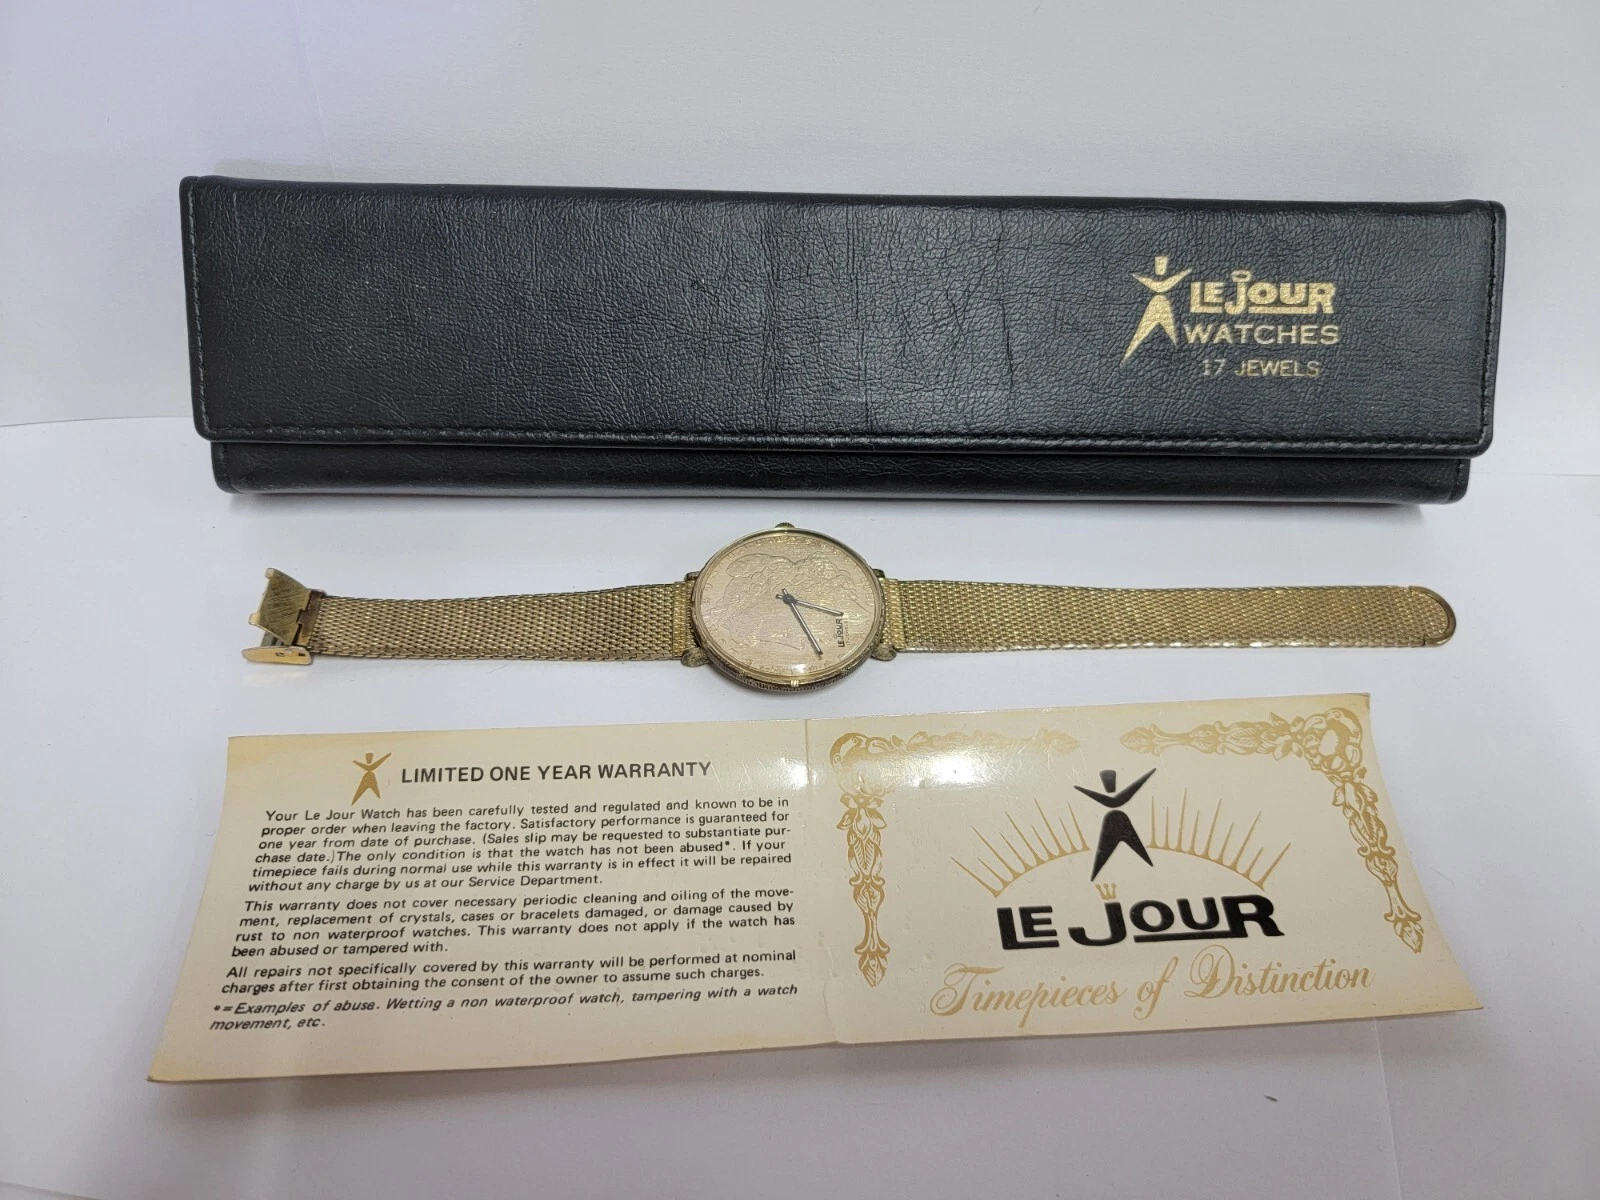 LE JOUR
WATCHES
17 JEWELS
LE JOUR
LIMITED ONE YEAR WARRANTY
Your Le Jour Watch has been carefully tested and regulated and known to be in
proper order when leaving the factory. Satisfactory performance is guaranteed for
one year from date of purchase. (Sales slip may be requested to substantiate pur-
chase date.) The only condition is that the watch has not been abused*. If your
timepiece fails during normal use while this warranty is in effect it will be repaired
without any charge by us at our Service Department.
This warranty does not cover necessary periodic cleaning and oiling of the move-
ment, replacement of crystals, cases or bracelets damaged, or damage caused by
rust to non waterproof watches. This warranty does not apply if the watch has
been abused or tampered with.
All repairs not specifically covered by this warranty will be performed at nominal
charges after first obtaining the consent of the owner to assume such charges.
*=Examples of abuse. Wetting a non waterproof watch, tampering with a watch
movement, etc.
LE JOUR
Timepieces of Distinction